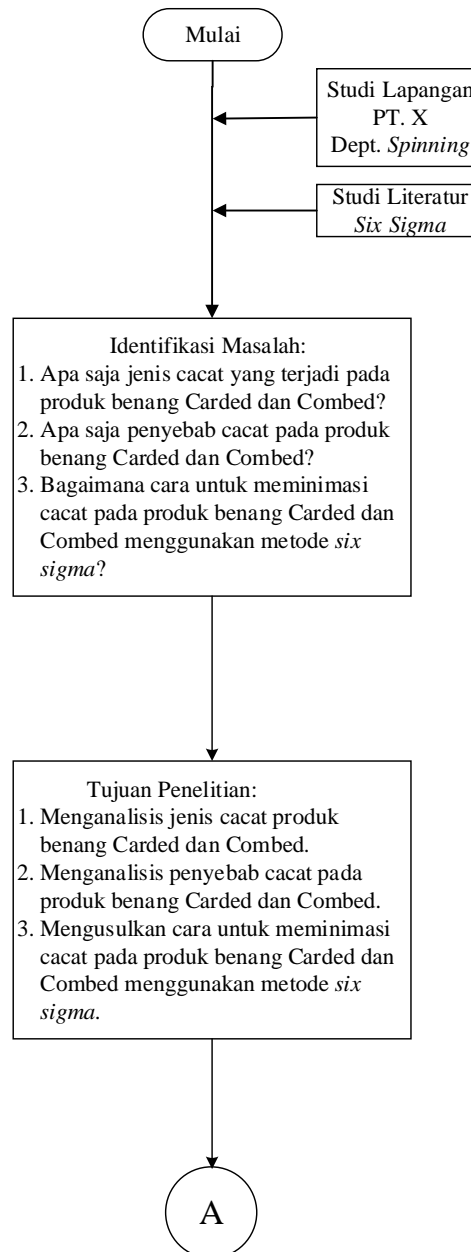 Mulai
Studi Lapangan
PT. X
Dept. Spinning
Studi Literatur
Six Sigma
Identifikasi Masalah:
1. Apa saja jenis cacat yang terjadi pada
produk benang Carded dan Combed?
2. Apa saja penyebab cacat pada produk
benang Carded dan Combed?
3. Bagaimana cara untuk meminimasi
cacat pada produk benang Carded dan
Combed menggunakan metode six
sigma?
Tujuan Penelitian:
1. Menganalisis jenis cacat produk
benang Carded dan Combed.
2. Menganalisis penyebab cacat pada
produk benang Carded dan Combed.
3. Mengusulkan cara untuk meminimasi
cacat pada produk benang Carded dan
Combed menggunakan metode six
sigma.
A